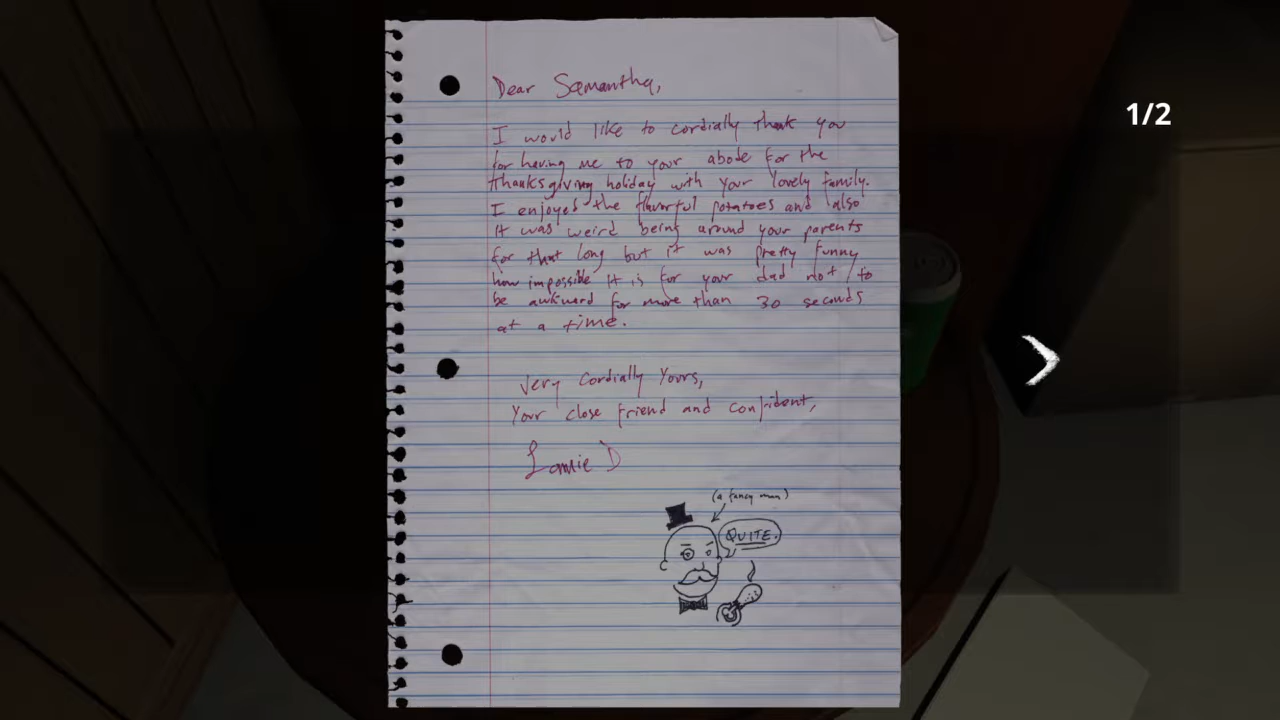 1/2
Dear Samantha,
I would like to cordially thank you
for having me to your abode for the
thanksgiving holiday with your lovely family.
I enjoyed the flavorful potatoes and also
it was weird being around your parents
for that long but it was pretty funny
how impossible it is for your dad not to
be awkward for more than 30 seconds
at a time.
Very Cordially Yours,
Your close friend and confident,
Lonnie D
(a fancy man)
QUITE.